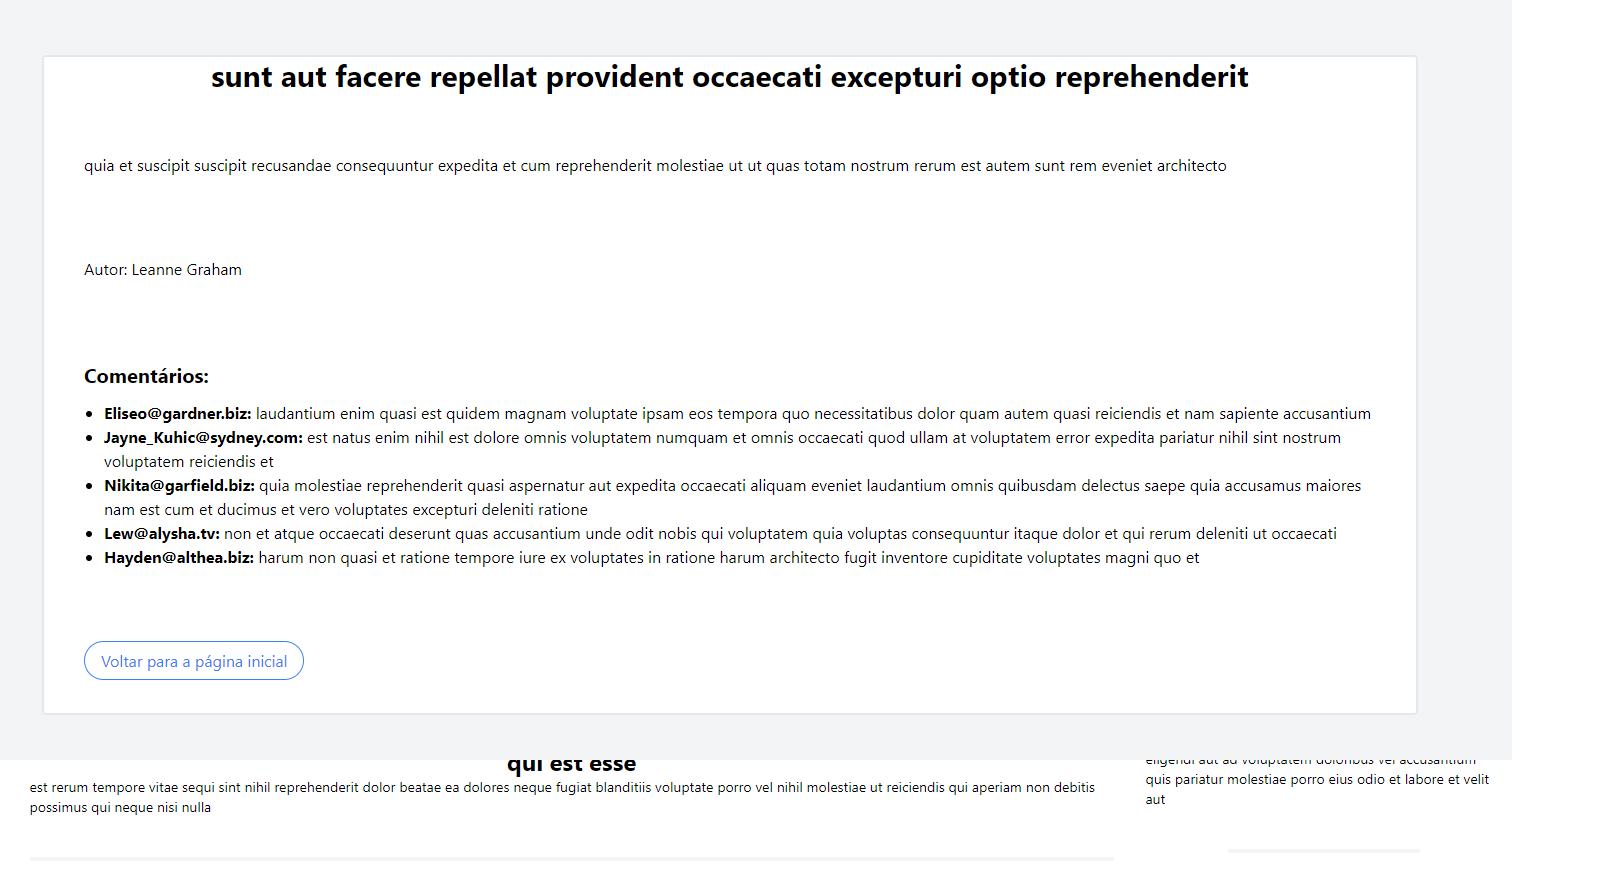 sunt aut facere repellat provident occaecati excepturi optio reprehenderit
quia et suscipit suscipit recusandae consequuntur expedita et cum reprehenderit molestiae ut ut quas totam nostrum rerum est autem sunt rem eveniet architecto
Autor: Leanne Graham
Comentários:
• Eliseo@gardner.biz: laudantium enim quasi est quidem magnam voluptate ipsam eos tempora quo necessitatibus dolor quam autem quasi reiciendis et nam sapiente accusantium
• Jayne_Kuhic@sydney.com: est natus enim nihil est dolore omnis voluptatem numquam et omnis occaecati quod ullam at voluptatem error expedita pariatur nihil sint nostrum
voluptatem reiciendis et
• Nikita@garfield.biz: quia molestiae reprehenderit quasi aspernatur aut expedita occaecati aliquam eveniet laudantium omnis quibusdam delectus saepe quia accusamus maiores
nam est cum et ducimus et vero voluptates excepturi deleniti ratione
• Lew@alysha.tv: non et atque occaecati deserunt quas accusantium unde odit nobis qui voluptatem quia voluptas consequuntur itaque dolor et qui rerum deleniti ut occaecati
• Hayden@althea.biz: harum non quasi et ratione tempore iure ex voluptates in ratione harum architecto fugit inventore cupiditate voluptates magni quo et
Voltar para a página inicial
qui est esse
est rerum tempore vitae sequi sint nihil reprehenderit dolor beatae ea dolores neque fugiat blanditiis voluptate porro vel nihil molestiae ut reiciendis qui aperiam non debitis
possimus qui neque nisi nulla
eligendi aut ad voluptatem doloribus vel accusantium
quis pariatur molestiae porro eius odio et labore et velit
aut